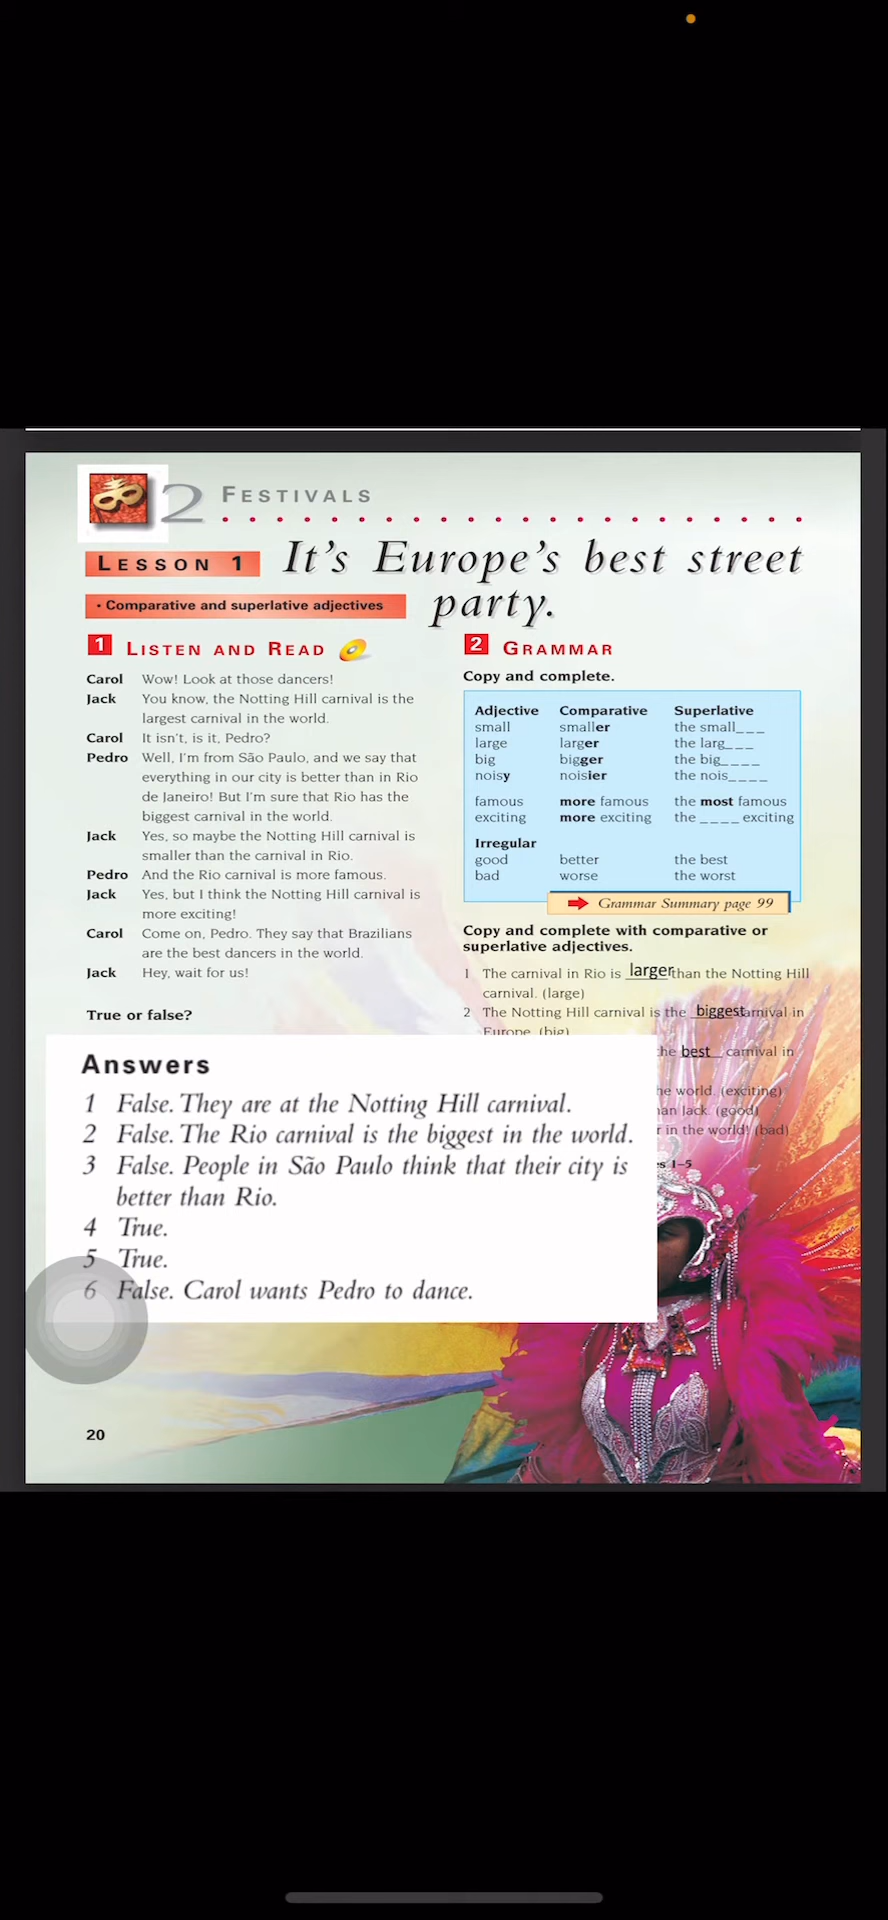 2 FESTIVALS
LESSON 1 It's Europe's best street
• Comparative and superlative adjectives party.
1 LISTEN AND READ
Carol Wow! Look at those dancers!
Jack You know, the Notting Hill carnival is the
largest carnival in the world.
Carol It isn't, is it, Pedro?
Pedro Well, I'm from São Paulo, and we say that
everything in our city is better than in Rio
de Janeiro! But I'm sure that Rio has the
biggest carnival in the world.
Jack Yes, so maybe the Notting Hill carnival is
smaller than the carnival in Rio.
Pedro And the Rio carnival is more famous.
Jack Yes, but I think the Notting Hill carnival is
more exciting!
Carol Come on, Pedro. They say that Brazilians
are the best dancers in the world.
Jack Hey, wait for us!
True or false?
Answers
1 False. They are at the Notting Hill carnival.
2 False. The Rio carnival is the biggest in the world.
3 False. People in São Paulo think that their city is
better than Rio.
4 True.
5 True.
6 False. Carol wants Pedro to dance.
20
2 GRAMMAR
Copy and complete.
Adjective Comparative Superlative
small smaller the small___
large larger the larg___
big bigger the big____
noisy noisier the nois____
famous more famous the most famous
exciting more exciting the ____ exciting
Irregular
good better the best
bad worse the worst
Grammar Summary page 99
Copy and complete with comparative or
superlative adjectives.
1 The carnival in Rio is larger than the Notting Hill
carnival. (large)
2 The Notting Hill carnival is the biggest carnival in
Europe. (big)
the best carnival in
the world. (exciting)
than Jack. (good)
in the world! (bad)
1–5